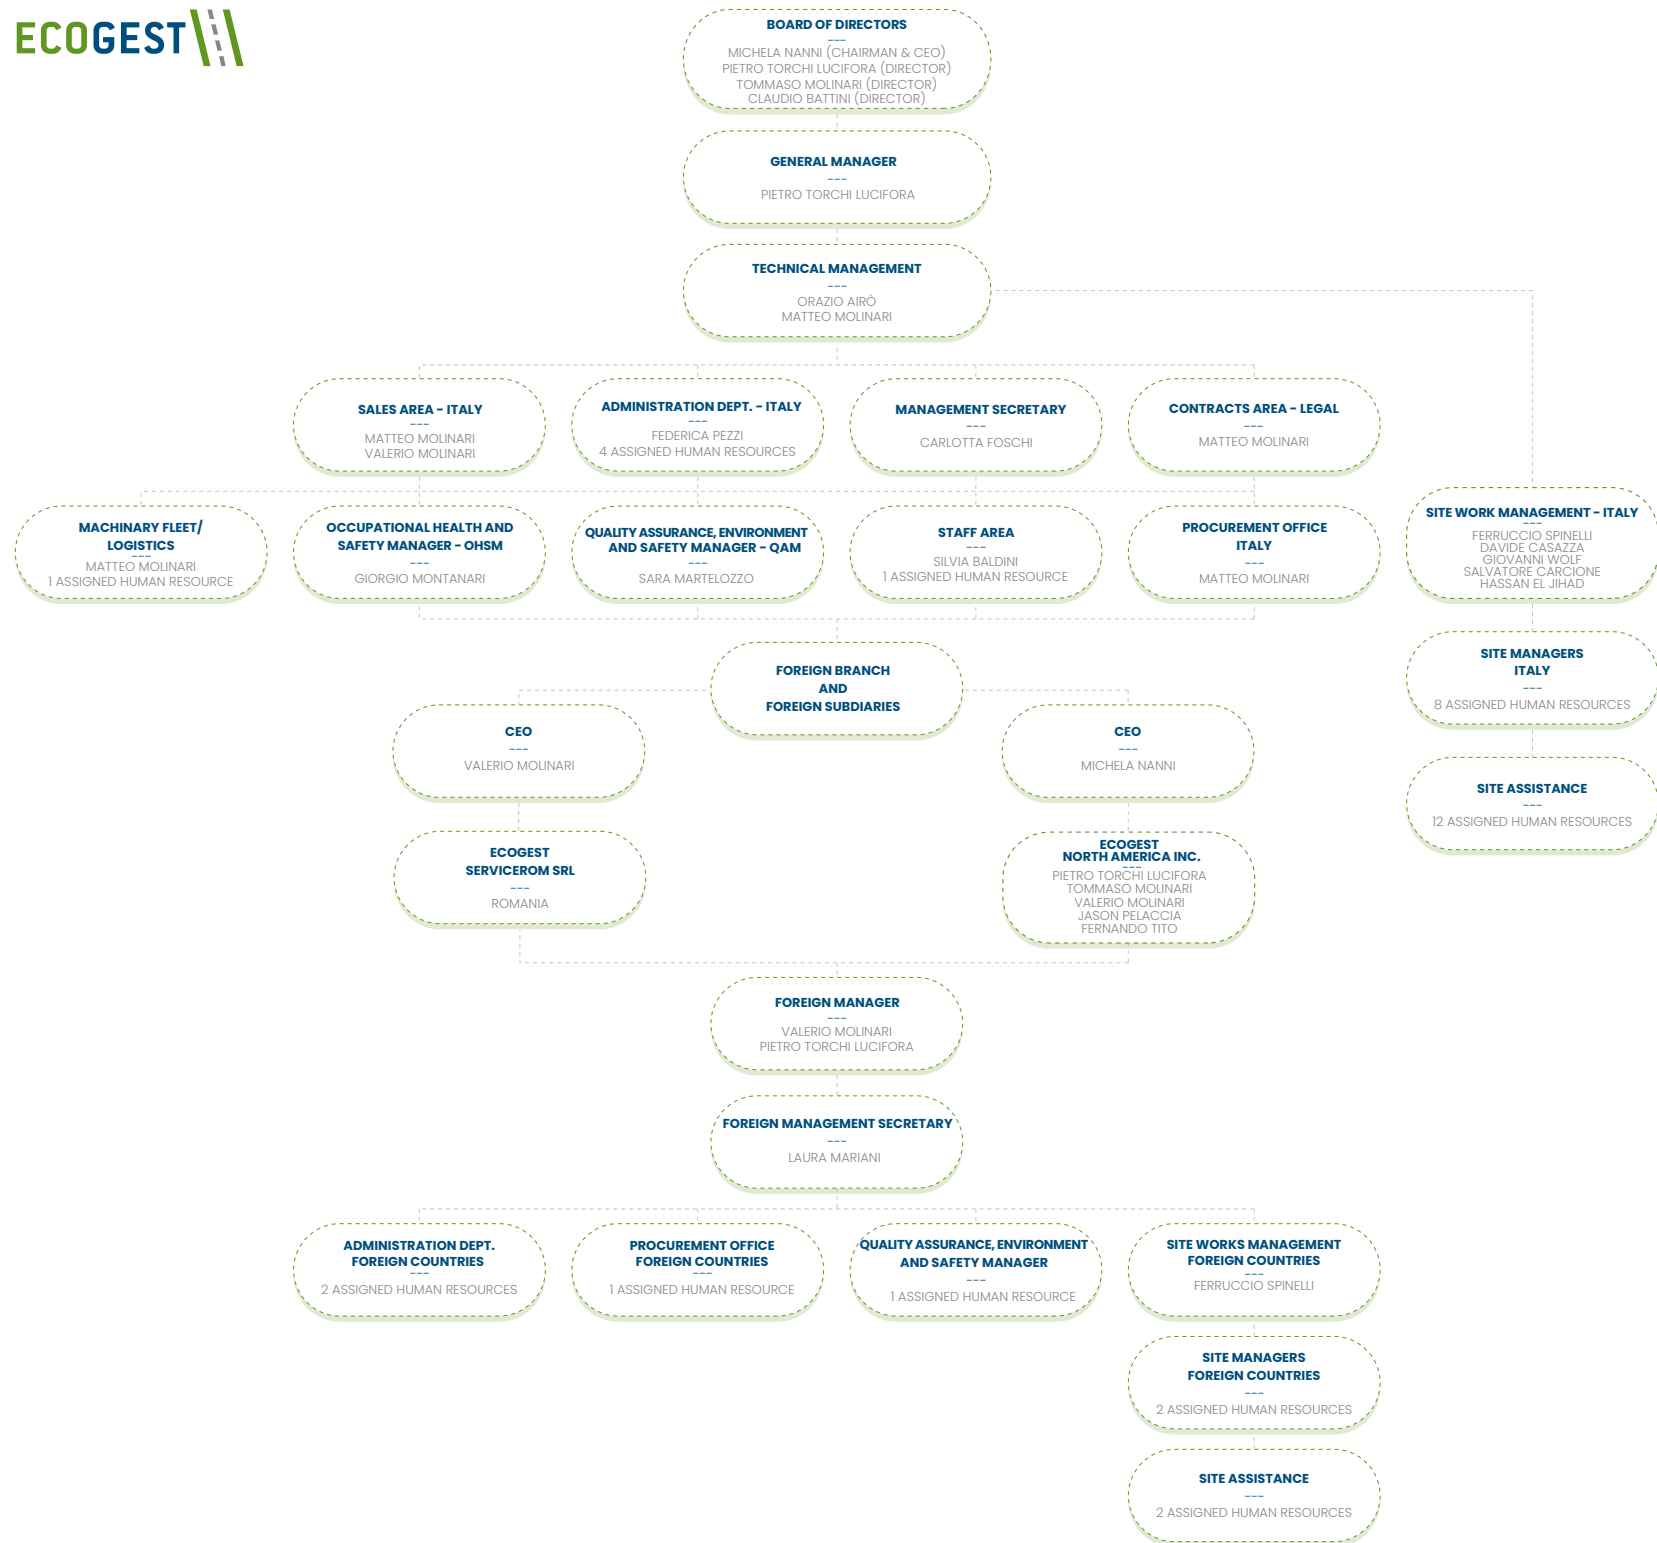 ECOGEST
BOARD OF DIRECTORS
---
MICHELA NANNI (CHAIRMAN & CEO)
PIETRO TORCHI LUCIFORA (DIRECTOR)
TOMMASO MOLINARI (DIRECTOR)
CLAUDIO BATTINI (DIRECTOR)
GENERAL MANAGER
---
PIETRO TORCHI LUCIFORA
TECHNICAL MANAGEMENT
---
ORAZIO AIRÒ
MATTEO MOLINARI
SALES AREA - ITALY
---
MATTEO MOLINARI
VALERIO MOLINARI
ADMINISTRATION DEPT. - ITALY
---
FEDERICA PEZZI
4 ASSIGNED HUMAN RESOURCES
MANAGEMENT SECRETARY
---
CARLOTTA FOSCHI
CONTRACTS AREA - LEGAL
---
MATTEO MOLINARI
MACHINARY FLEET/
LOGISTICS
---
MATTEO MOLINARI
1 ASSIGNED HUMAN RESOURCE
OCCUPATIONAL HEALTH AND
SAFETY MANAGER - OHSM
---
GIORGIO MONTANARI
QUALITY ASSURANCE, ENVIRONMENT
AND SAFETY MANAGER - QAM
---
SARA MARTELOZZO
STAFF AREA
---
SILVIA BALDINI
1 ASSIGNED HUMAN RESOURCE
PROCUREMENT OFFICE
ITALY
---
MATTEO MOLINARI
SITE WORK MANAGEMENT - ITALY
---
FERRUCCIO SPINELLI
DAVIDE CASAZZA
GIOVANNI WOLF
SALVATORE CARCIONE
HASSAN EL JIHAD
SITE MANAGERS
ITALY
---
8 ASSIGNED HUMAN RESOURCES
SITE ASSISTANCE
---
12 ASSIGNED HUMAN RESOURCES
FOREIGN BRANCH
AND
FOREIGN SUBDIARIES
CEO
---
VALERIO MOLINARI
CEO
---
MICHELA NANNI
ECOGEST
SERVICEROM SRL
---
ROMANIA
ECOGEST
NORTH AMERICA INC.
---
PIETRO TORCHI LUCIFORA
TOMMASO MOLINARI
VALERIO MOLINARI
JASON PELACCIA
FERNANDO TITO
FOREIGN MANAGER
---
VALERIO MOLINARI
PIETRO TORCHI LUCIFORA
FOREIGN MANAGEMENT SECRETARY
---
LAURA MARIANI
ADMINISTRATION DEPT.
FOREIGN COUNTRIES
---
2 ASSIGNED HUMAN RESOURCES
PROCUREMENT OFFICE
FOREIGN COUNTRIES
---
1 ASSIGNED HUMAN RESOURCE
QUALITY ASSURANCE, ENVIRONMENT
AND SAFETY MANAGER
---
1 ASSIGNED HUMAN RESOURCE
SITE WORKS MANAGEMENT
FOREIGN COUNTRIES
---
FERRUCCIO SPINELLI
SITE MANAGERS
FOREIGN COUNTRIES
---
2 ASSIGNED HUMAN RESOURCES
SITE ASSISTANCE
---
2 ASSIGNED HUMAN RESOURCES